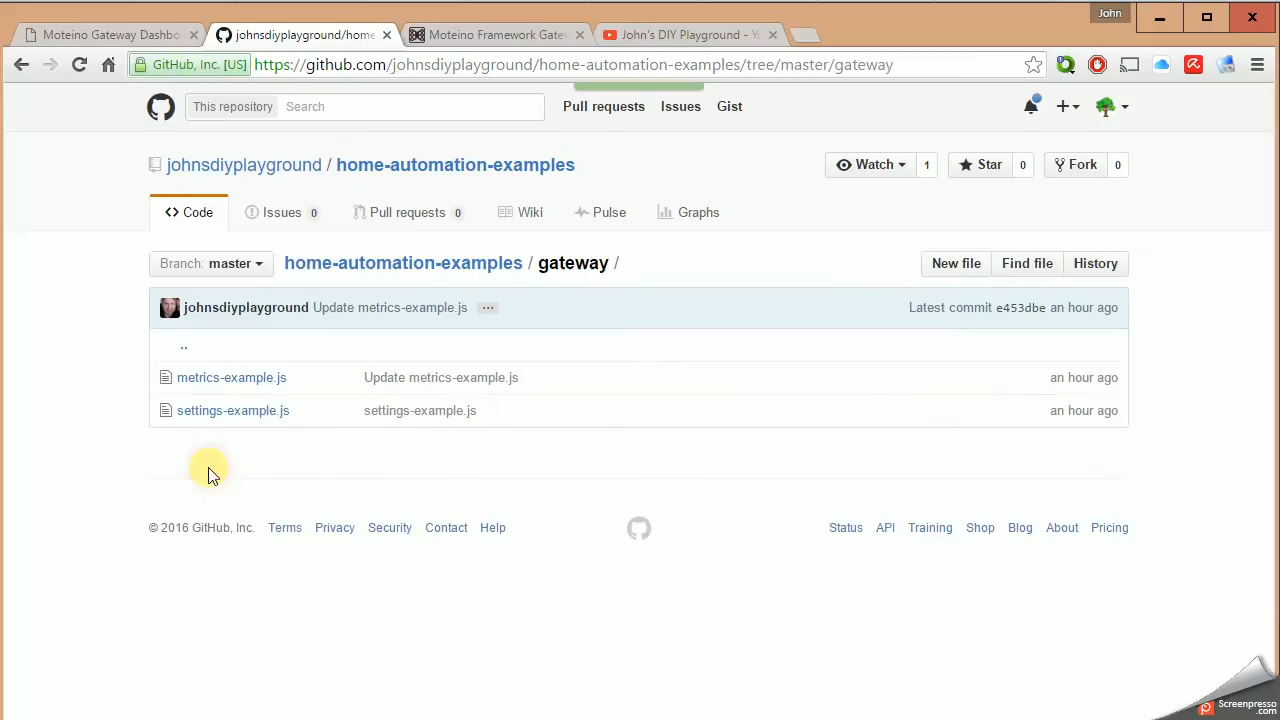 John
Moteino Gateway Dashbo
johnsdiyplayground/home
Moteino Framework Gate
John's DIY Playground - Yo
GitHub, Inc. [US]
https://github.com/johnsdiyplayground/home-automation-examples/tree/master/gateway
This repository Search
Pull requests Issues Gist
johnsdiyplayground / home-automation-examples
Watch 1 Star 0 Fork 0
Code Issues 0 Pull requests 0 Wiki Pulse Graphs
Branch: master home-automation-examples / gateway / New file Find file History
johnsdiyplayground Update metrics-example.js ... Latest commit e453dbe an hour ago
..
metrics-example.js Update metrics-example.js an hour ago
settings-example.js settings-example.js an hour ago
© 2016 GitHub, Inc. Terms Privacy Security Contact Help Status API Training Shop Blog About Pricing
Screenpresso
.com